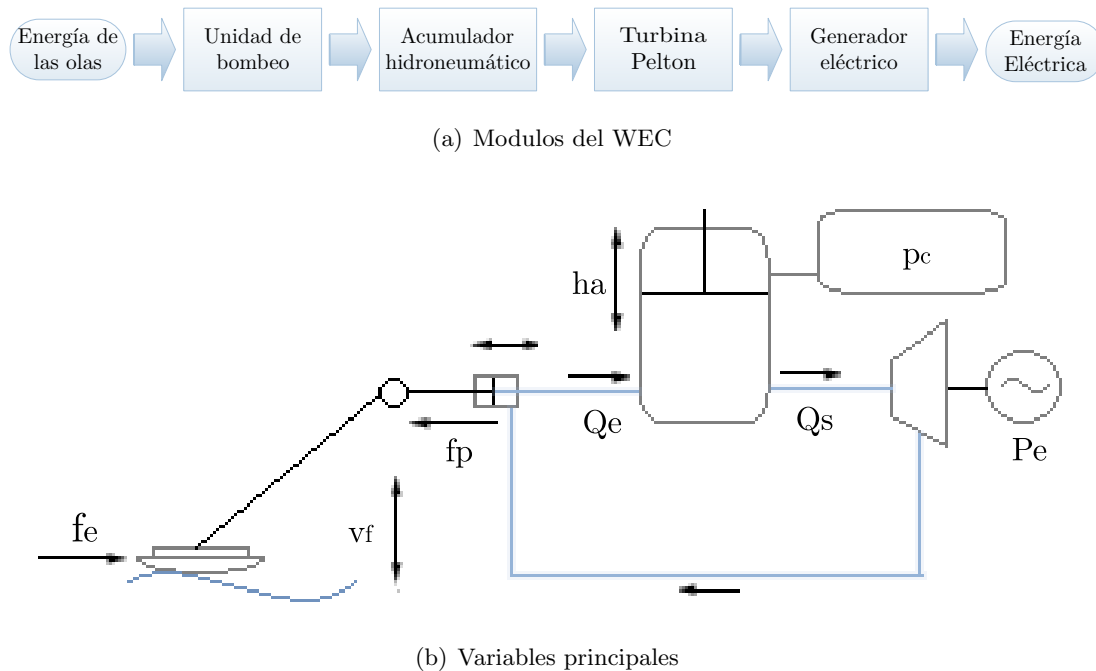 Energía de
las olas
Unidad de
bombeo
Acumulador
hidroneumático
Turbina
Pelton
Generador
eléctrico
Energía
Eléctrica
(a) Modulos del WEC
pc
ha
Qe
Qs
fp
Pe
fe
vf
(b) Variables principales